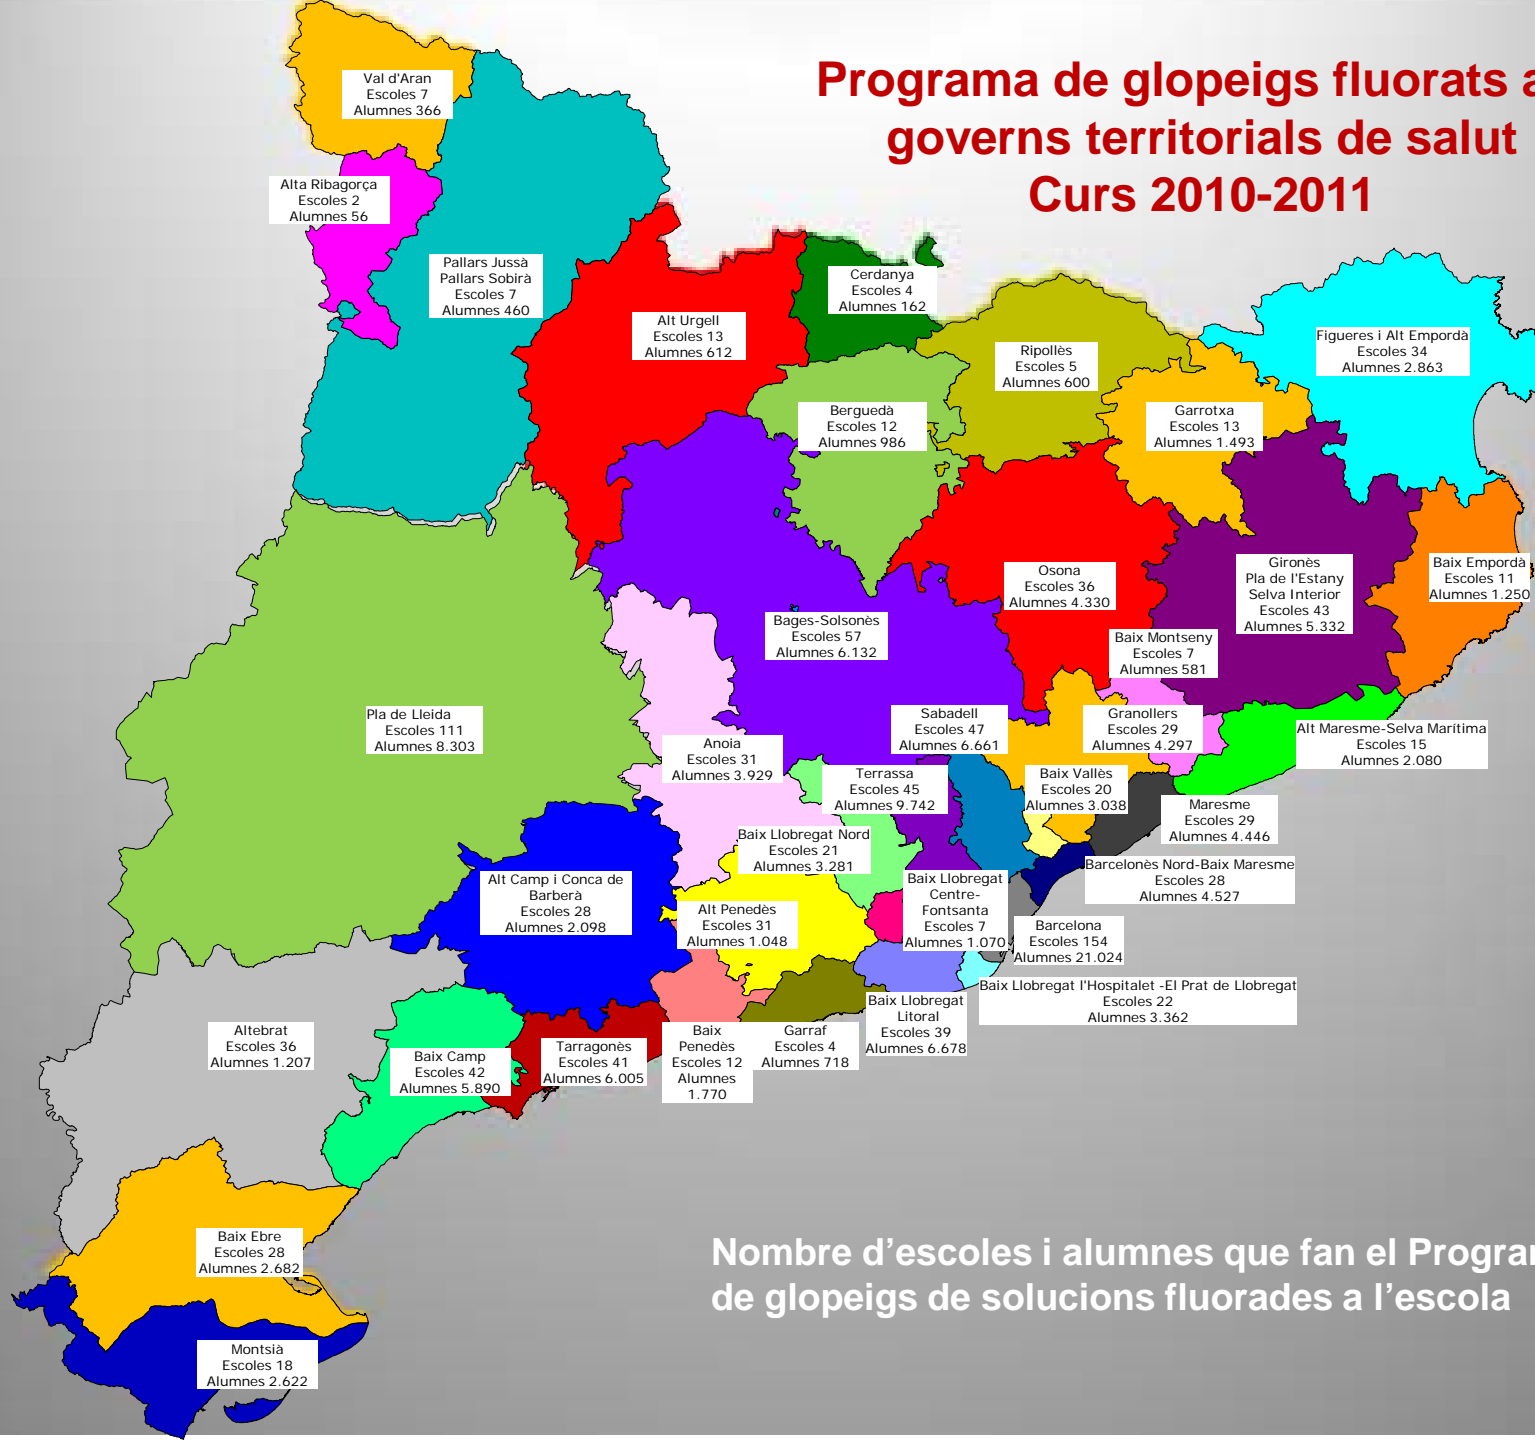 Programa de glopeigs fluorats a
governs territorials de salut
Curs 2010-2011
Val d'Aran
Escoles 7
Alumnes 366
Alta Ribagorça
Escoles 2
Alumnes 56
Pallars Jussà
Pallars Sobirà
Escoles 7
Alumnes 460
Alt Urgell
Escoles 13
Alumnes 612
Cerdanya
Escoles 4
Alumnes 162
Ripollès
Escoles 5
Alumnes 600
Figueres i Alt Empordà
Escoles 34
Alumnes 2.863
Berguedà
Escoles 12
Alumnes 986
Garrotxa
Escoles 13
Alumnes 1.493
Osona
Escoles 36
Alumnes 4.330
Gironès
Pla de l'Estany
Selva Interior
Escoles 43
Alumnes 5.332
Baix Empordà
Escoles 11
Alumnes 1.250
Bages-Solsonès
Escoles 57
Alumnes 6.132
Baix Montseny
Escoles 7
Alumnes 581
Pla de Lleida
Escoles 111
Alumnes 8.303
Anoia
Escoles 31
Alumnes 3.929
Sabadell
Escoles 47
Alumnes 6.661
Granollers
Escoles 29
Alumnes 4.297
Alt Maresme-Selva Marítima
Escoles 15
Alumnes 2.080
Terrassa
Escoles 45
Alumnes 9.742
Baix Vallès
Escoles 20
Alumnes 3.038
Maresme
Escoles 29
Alumnes 4.446
Baix Llobregat Nord
Escoles 21
Alumnes 3.281
Barcelonès Nord-Baix Maresme
Escoles 28
Alumnes 4.527
Alt Camp i Conca de
Barberà
Escoles 28
Alumnes 2.098
Alt Penedès
Escoles 31
Alumnes 1.048
Baix Llobregat
Centre-
Fontsanta
Escoles 7
Alumnes 1.070
Barcelona
Escoles 154
Alumnes 21.024
Baix Llobregat l'Hospitalet -El Prat de Llobregat
Escoles 22
Alumnes 3.362
Altebrat
Escoles 36
Alumnes 1.207
Baix Camp
Escoles 42
Alumnes 5.890
Tarragonès
Escoles 41
Alumnes 6.005
Baix
Penedès
Escoles 12
Alumnes
1.770
Garraf
Escoles 4
Alumnes 718
Baix Llobregat
Litoral
Escoles 39
Alumnes 6.678
Baix Ebre
Escoles 28
Alumnes 2.682
Montsià
Escoles 18
Alumnes 2.622
Nombre d'escoles i alumnes que fan el Progra
de glopeigs de solucions fluorades a l'escola